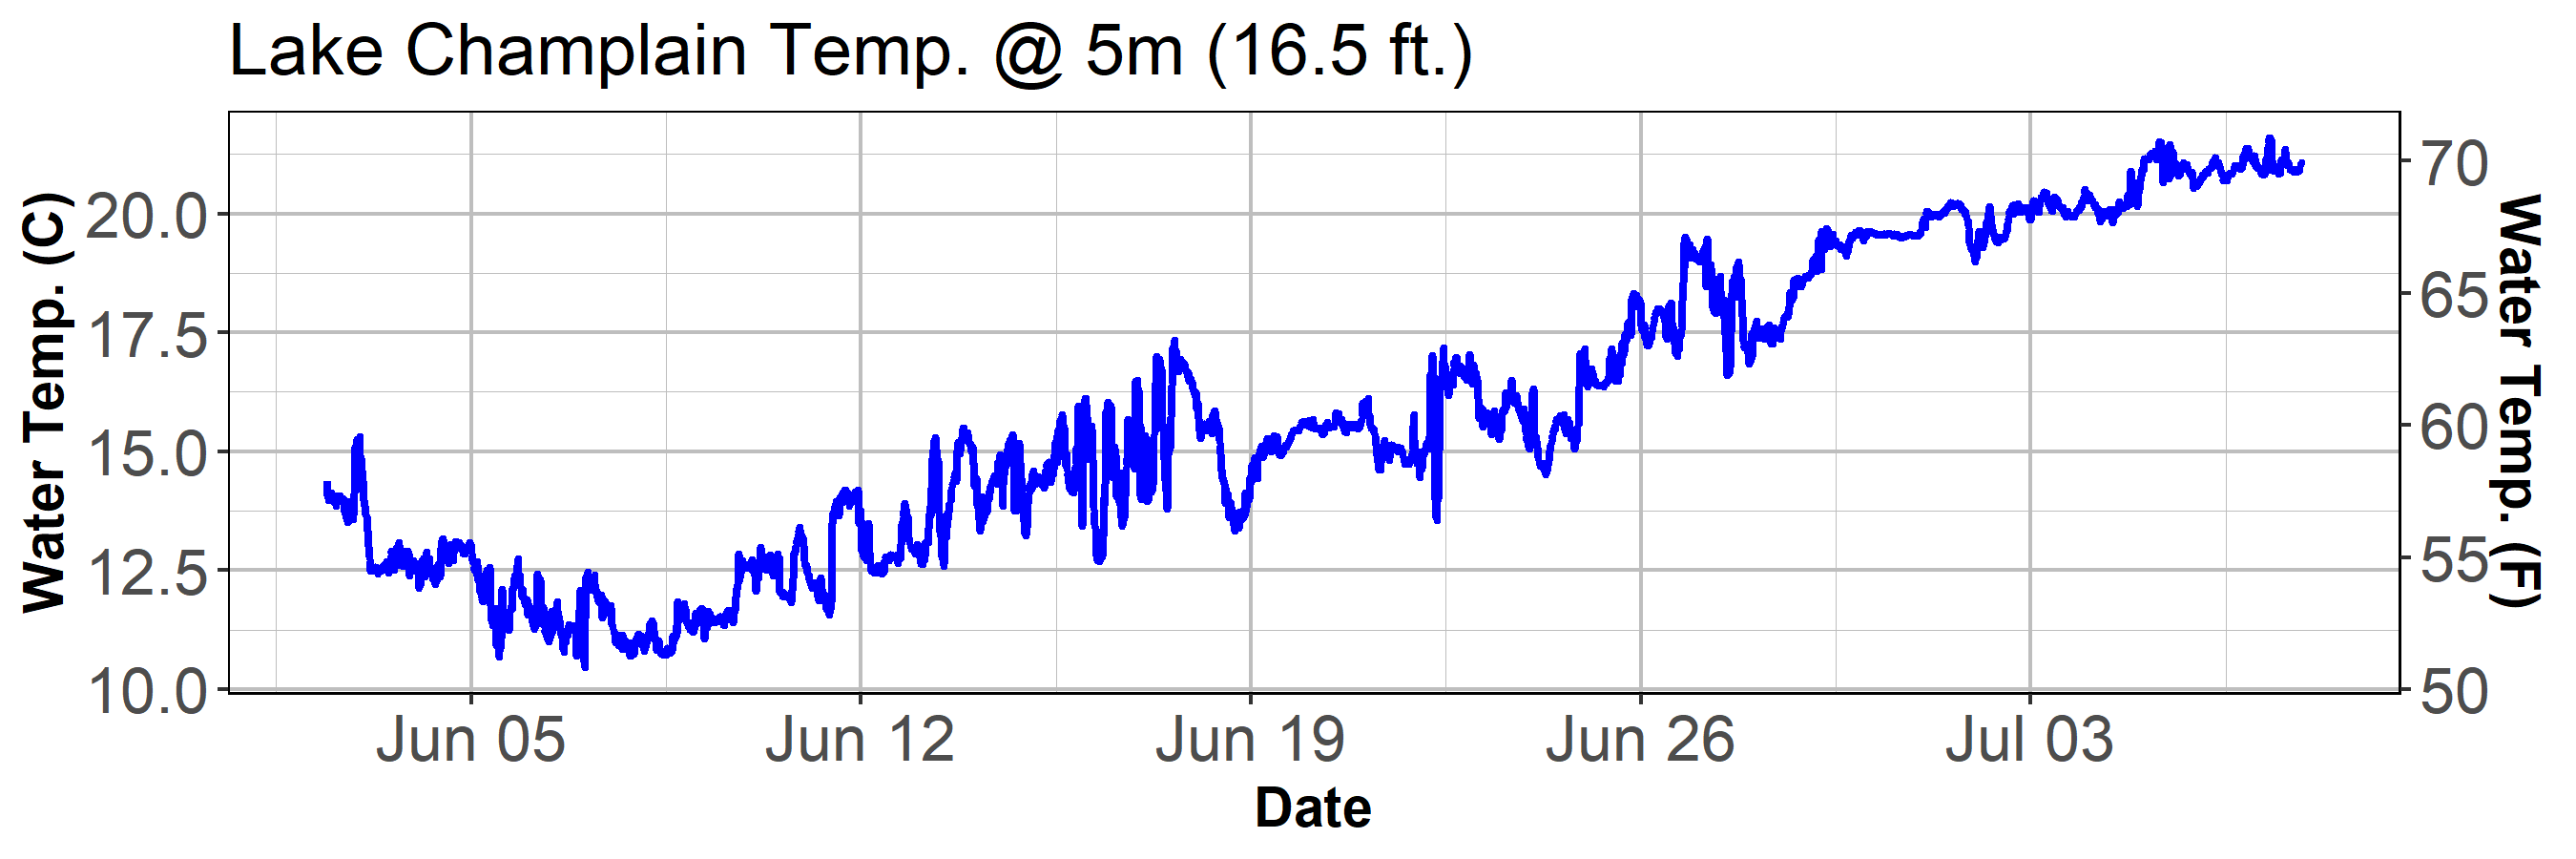 Lake Champlain Temp. @ 5m (16.5 ft.)
Water Temp. (C)
20.0
17.5
15.0
12.5
10.0
70
65
60
55
50
Water Temp. (F)
Jun 05 Jun 12 Jun 19 Jun 26 Jul 03
Date